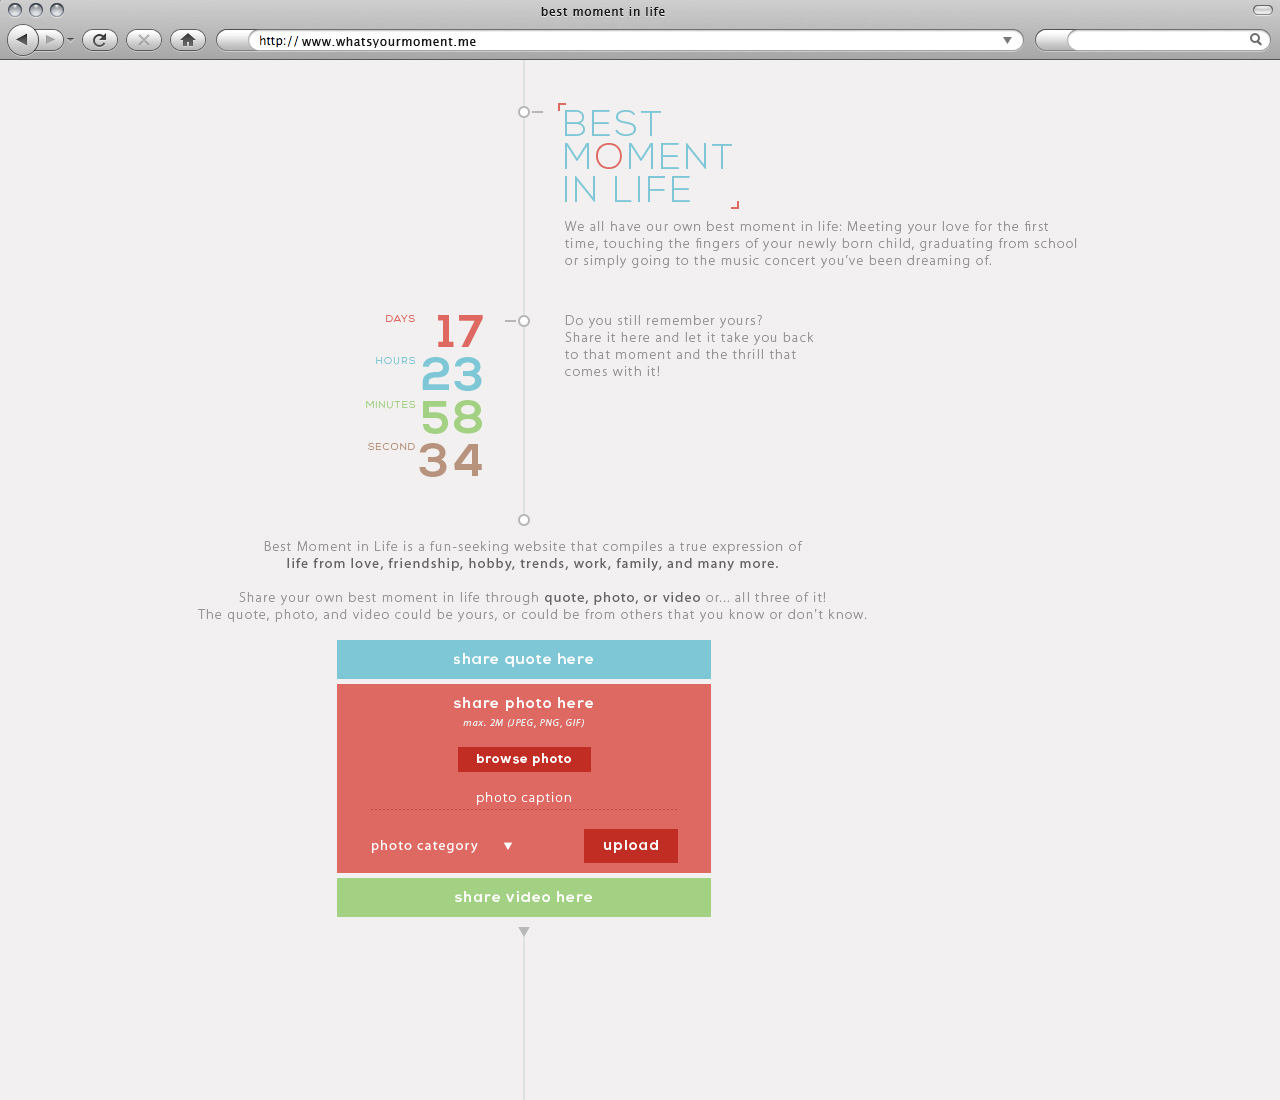 best moment in life
http:// www.whatsyourmoment.me
BEST
MOMENT
IN LIFE
We all have our own best moment in life: Meeting your love for the first
time, touching the fingers of your newly born child, graduating from school
or simply going to the music concert you've been dreaming of.
DAYS 17
HOURS 23
MINUTES 58
SECOND 34
Do you still remember yours?
Share it here and let it take you back
to that moment and the thrill that
comes with it!
Best Moment in Life is a fun-seeking website that compiles a true expression of
life from love, friendship, hobby, trends, work, family, and many more.
Share your own best moment in life through quote, photo, or video or... all three of it!
The quote, photo, and video could be yours, or could be from others that you know or don't know.
share quote here
share photo here
max. 2M (JPEG, PNG, GIF)
browse photo
photo caption
photo category
upload
share video here